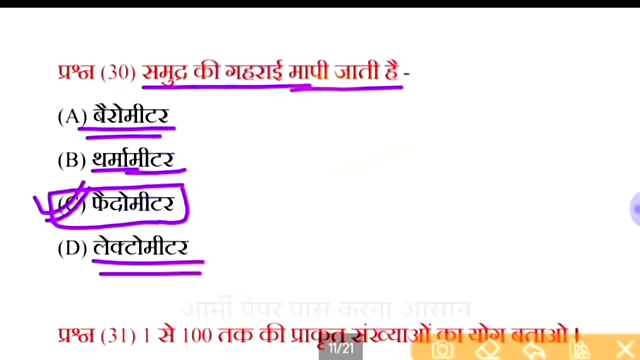 प्रश्न (30) समुद्र की गहराई मापी जाती है -
(A) बैरोमीटर
(B) थर्मामीटर
(C) फैदोमीटर
(D) लेक्टोमीटर
आर्मी पेपर पास करना आसान
प्रश्न (31) 1 से 100 तक की प्राकृत संख्याओं का योग बताओ।
11/21